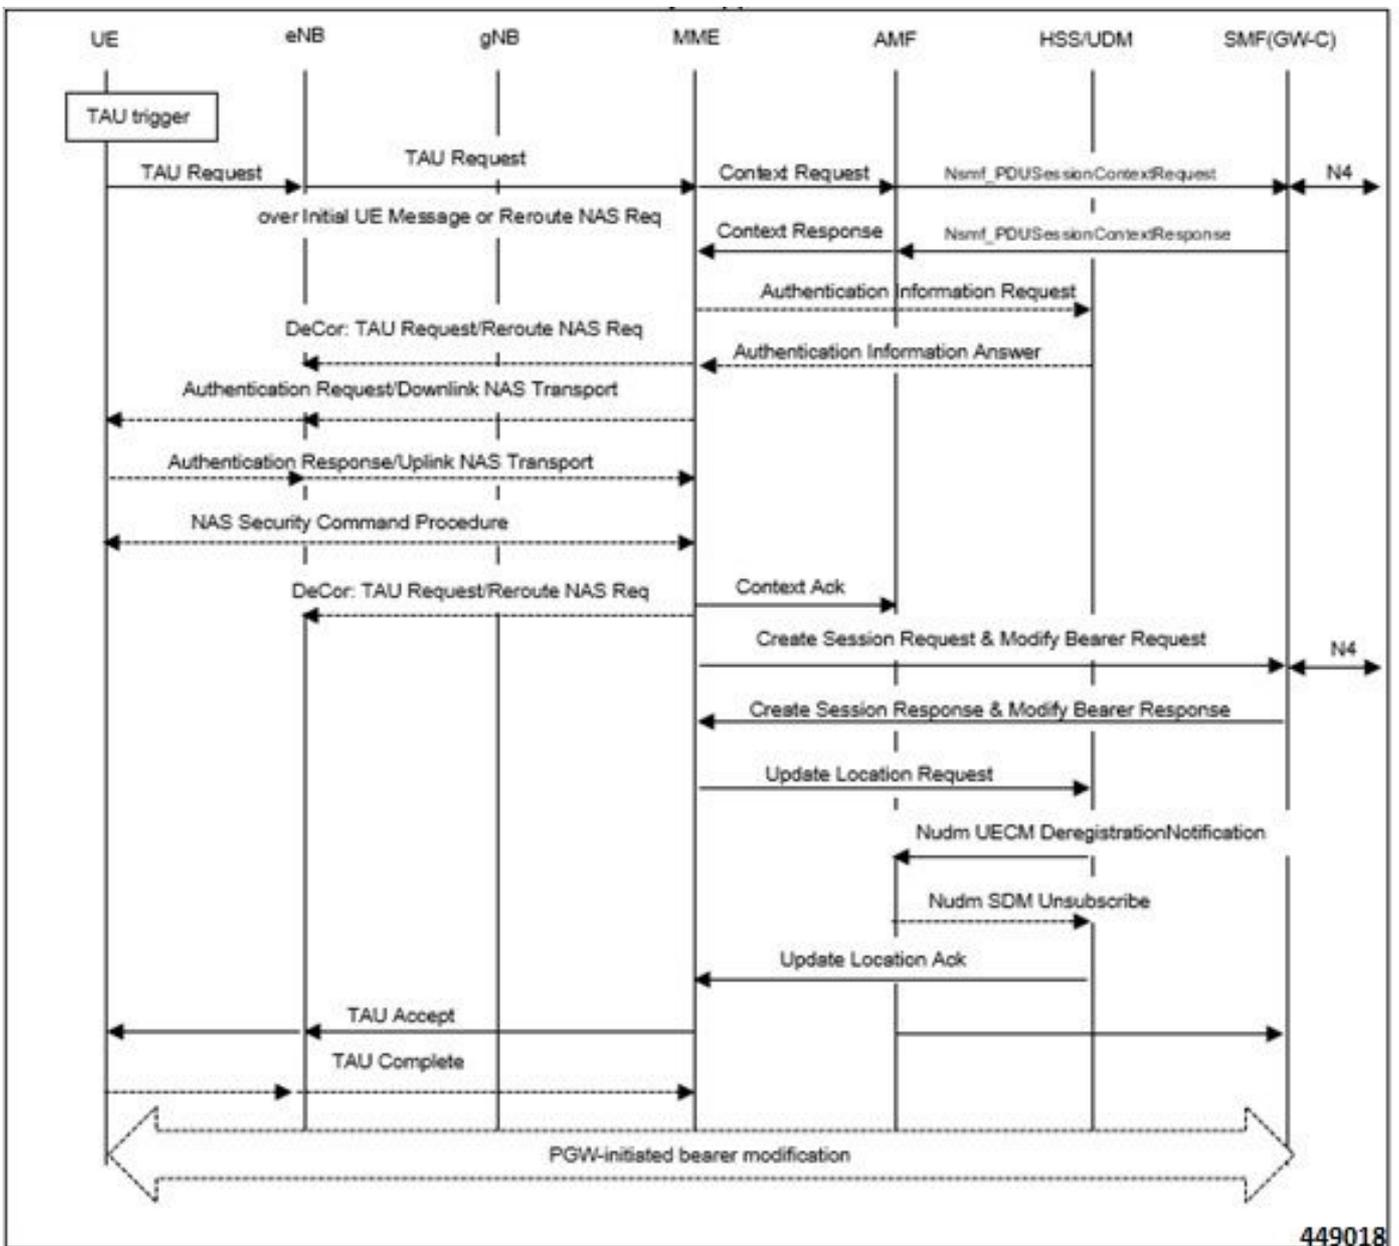 UE eNB gNB MME AMF HSS/UDM SMF(GW-C)
TAU trigger
TAU Request
TAU Request
Context Request
Nsmf_PDUSessionContextRequest
N4
over Initial UE Message or Reroute NAS Req
Context Response
Nsmf_PDUSessionContextResponse
Authentication Information Request
DeCor: TAU Request/Reroute NAS Req
Authentication Information Answer
Authentication Request/Downlink NAS Transport
Authentication Response/Uplink NAS Transport
NAS Security Command Procedure
DeCor: TAU Request/Reroute NAS Req
Context Ack
Create Session Request & Modify Bearer Request
N4
Create Session Response & Modify Bearer Response
Update Location Request
Nudm UECM DeregistrationNotification
Nudm SDM Unsubscribe
Update Location Ack
TAU Accept
TAU Complete
PGW-initiated bearer modification
449018